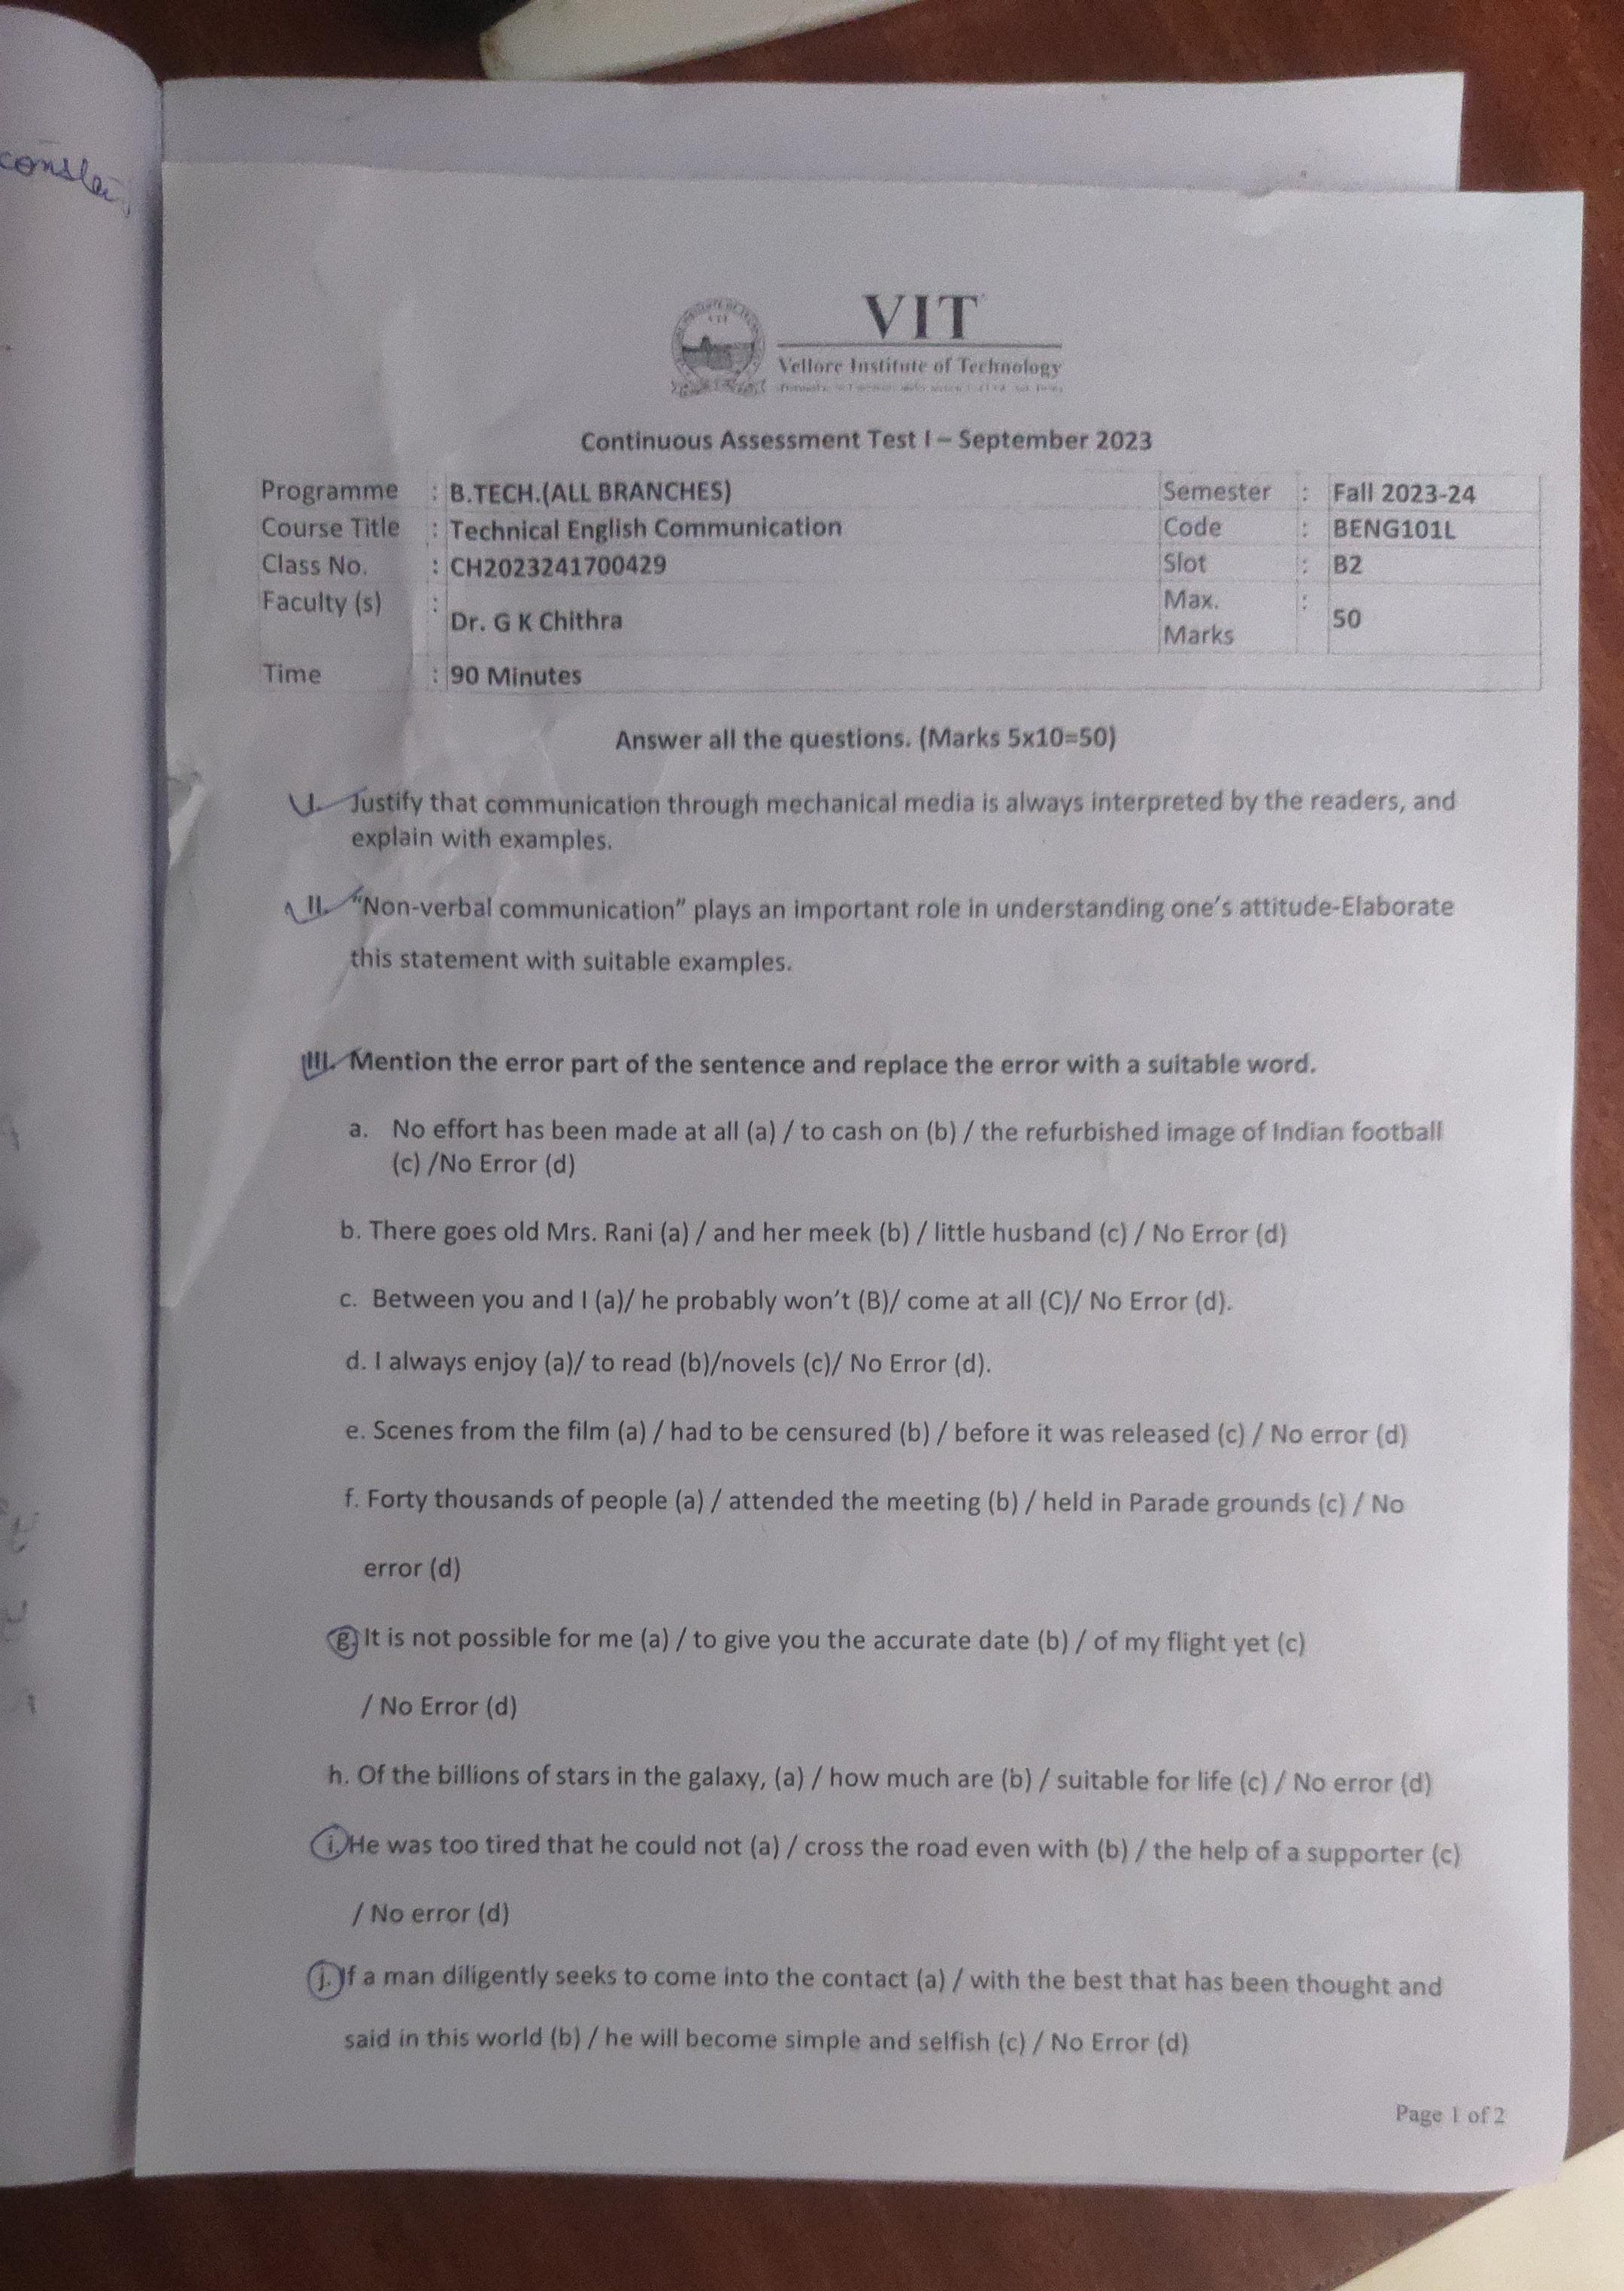 VIT
Vellore Institute of Technology
Continuous Assessment Test I – September 2023
Programme : B.TECH.(ALL BRANCHES) Semester : Fall 2023-24
Course Title : Technical English Communication Code : BENG101L
Class No. : CH2023241700429 Slot : B2
Faculty (s) : Dr. G K Chithra Max. Marks : 50
Time : 90 Minutes
Answer all the questions. (Marks 5x10=50)
I. Justify that communication through mechanical media is always interpreted by the readers, and
explain with examples.
II. "Non-verbal communication" plays an important role in understanding one's attitude-Elaborate
this statement with suitable examples.
III. Mention the error part of the sentence and replace the error with a suitable word.
a. No effort has been made at all (a) / to cash on (b) / the refurbished image of Indian football
(c) /No Error (d)
b. There goes old Mrs. Rani (a) / and her meek (b) / little husband (c) / No Error (d)
c. Between you and I (a)/ he probably won't (B)/ come at all (C)/ No Error (d).
d. I always enjoy (a)/ to read (b)/novels (c)/ No Error (d).
e. Scenes from the film (a) / had to be censured (b) / before it was released (c) / No error (d)
f. Forty thousands of people (a) / attended the meeting (b) / held in Parade grounds (c) / No
error (d)
g. It is not possible for me (a) / to give you the accurate date (b) / of my flight yet (c)
/ No Error (d)
h. Of the billions of stars in the galaxy, (a) / how much are (b) / suitable for life (c) / No error (d)
i. He was too tired that he could not (a) / cross the road even with (b) / the help of a supporter (c)
/ No error (d)
j. If a man diligently seeks to come into the contact (a) / with the best that has been thought and
said in this world (b) / he will become simple and selfish (c) / No Error (d)
Page 1 of 2